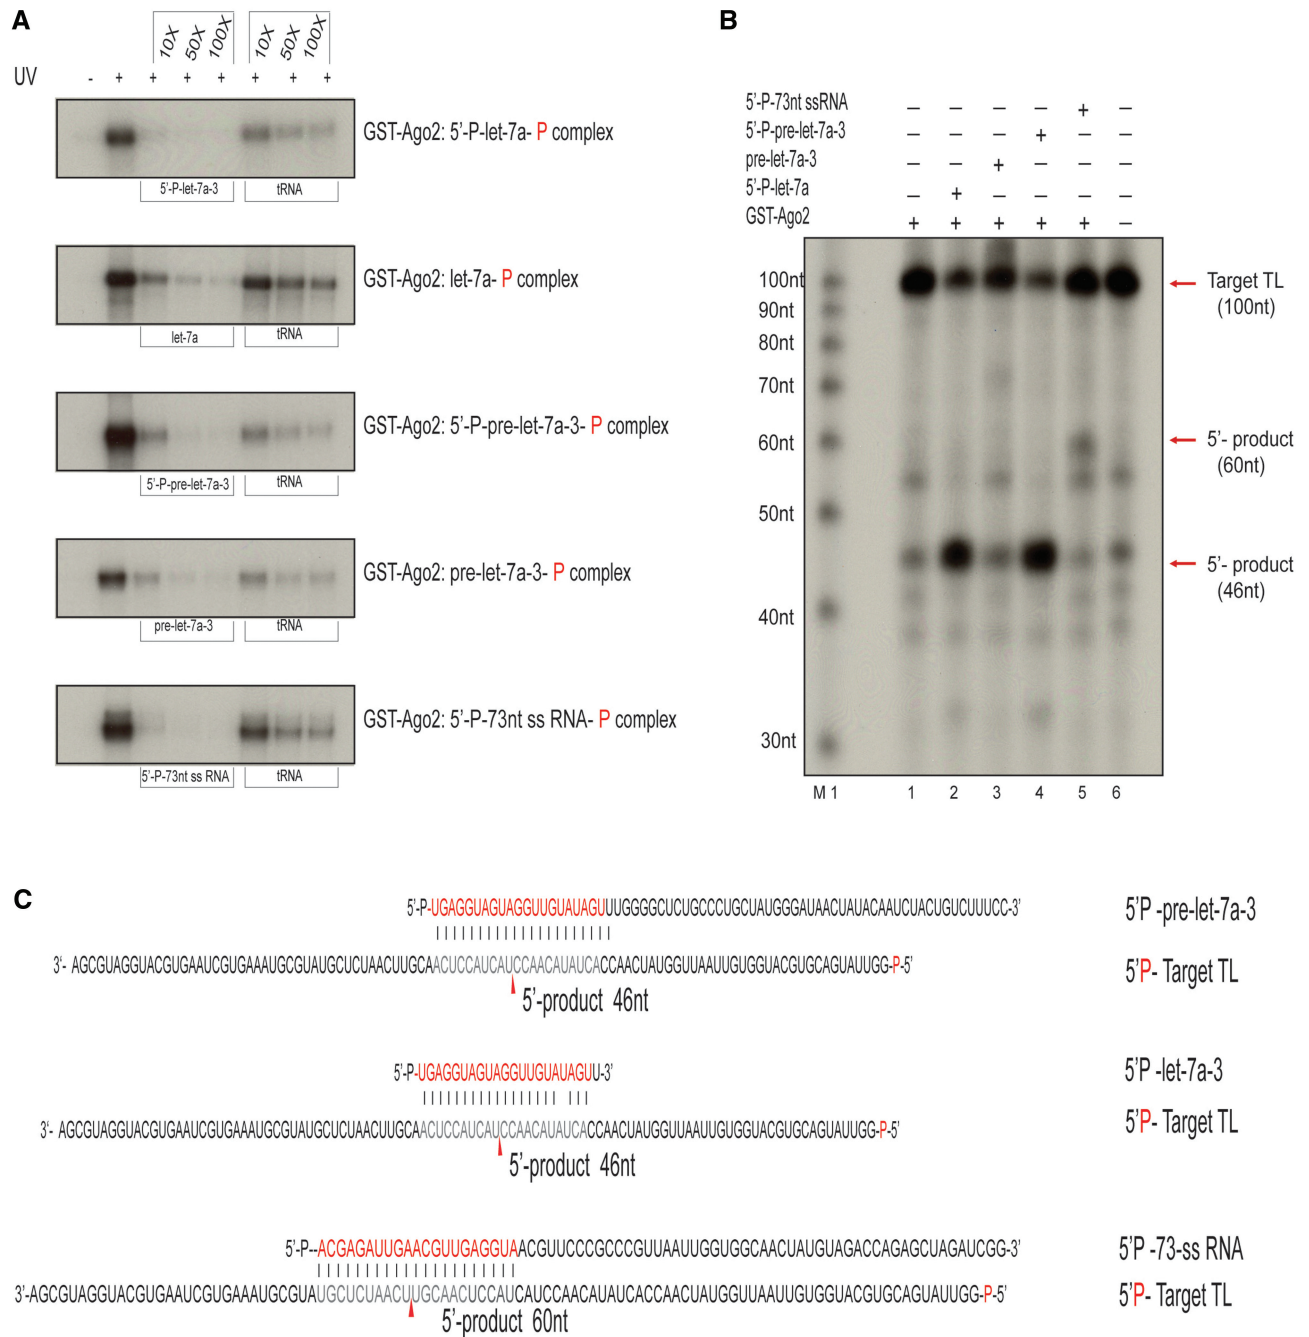 A
10X 50X 100X 10X 50X 100X
UV - + + + + + + +
GST-Ago2: 5'-P-let-7a- P complex
5'-P-let-7a-3 tRNA
GST-Ago2: let-7a- P complex
let-7a tRNA
GST-Ago2: 5'-P-pre-let-7a-3- P complex
5'-P-pre-let-7a-3 tRNA
GST-Ago2: pre-let-7a-3- P complex
pre-let-7a-3 tRNA
GST-Ago2: 5'-P-73nt ss RNA- P complex
5'-P-73nt ss RNA tRNA
B
5'-P-73nt ssRNA – – – – + –
5'-P-pre-let-7a-3 – – – + – –
pre-let-7a-3 – – + – – –
5'-P-let-7a – + – – – –
GST-Ago2 + + + + + –
100nt
90nt
80nt
70nt
60nt
50nt
40nt
30nt
Target TL
(100nt)
5'- product
(60nt)
5'- product
(46nt)
M 1 1 2 3 4 5 6
C
5'-P-UGAGGUAGUAGGUUGUAUAGUUUGGGGCUCUGCCCUGCUAUGGGAUAACUAUACAAUCUACUGUCUUUCC-3' 5'P -pre-let-7a-3
3'- AGCGUAGGUACGUGAAUCGUGAAAUGCGUAUGCUCUAACUUGCAACUCCAUCAUCCAACAUAUCACCAACUAUGGUUAAUUGUGGUACGUGCAGUAUUGG-P-5' 5'P- Target TL
5'-product 46nt
5'-P-UGAGGUAGUAGGUUGUAUAGUU-3' 5'P -let-7a-3
3'- AGCGUAGGUACGUGAAUCGUGAAAUGCGUAUGCUCUAACUUGCAACUCCAUCAUCCAACAUAUCACCAACUAUGGUUAAUUGUGGUACGUGCAGUAUUGG-P-5' 5'P- Target TL
5'-product 46nt
5'-P--ACGAGAUUGAACGUUGAGGUAACGUUCCCGCCCGUUAAUUGGUGGCAACUAUGUAGACCAGAGCUAGAUCGG-3' 5'P -73-ss RNA
3'-AGCGUAGGUACGUGAAUCGUGAAAUGCGUAUGCUCUAACUUGCAACUCCAUCAUCCAACAUAUCACCAACUAUGGUUAAUUGUGGUACGUGCAGUAUUGG-P-5' 5'P- Target TL
5'-product 60nt